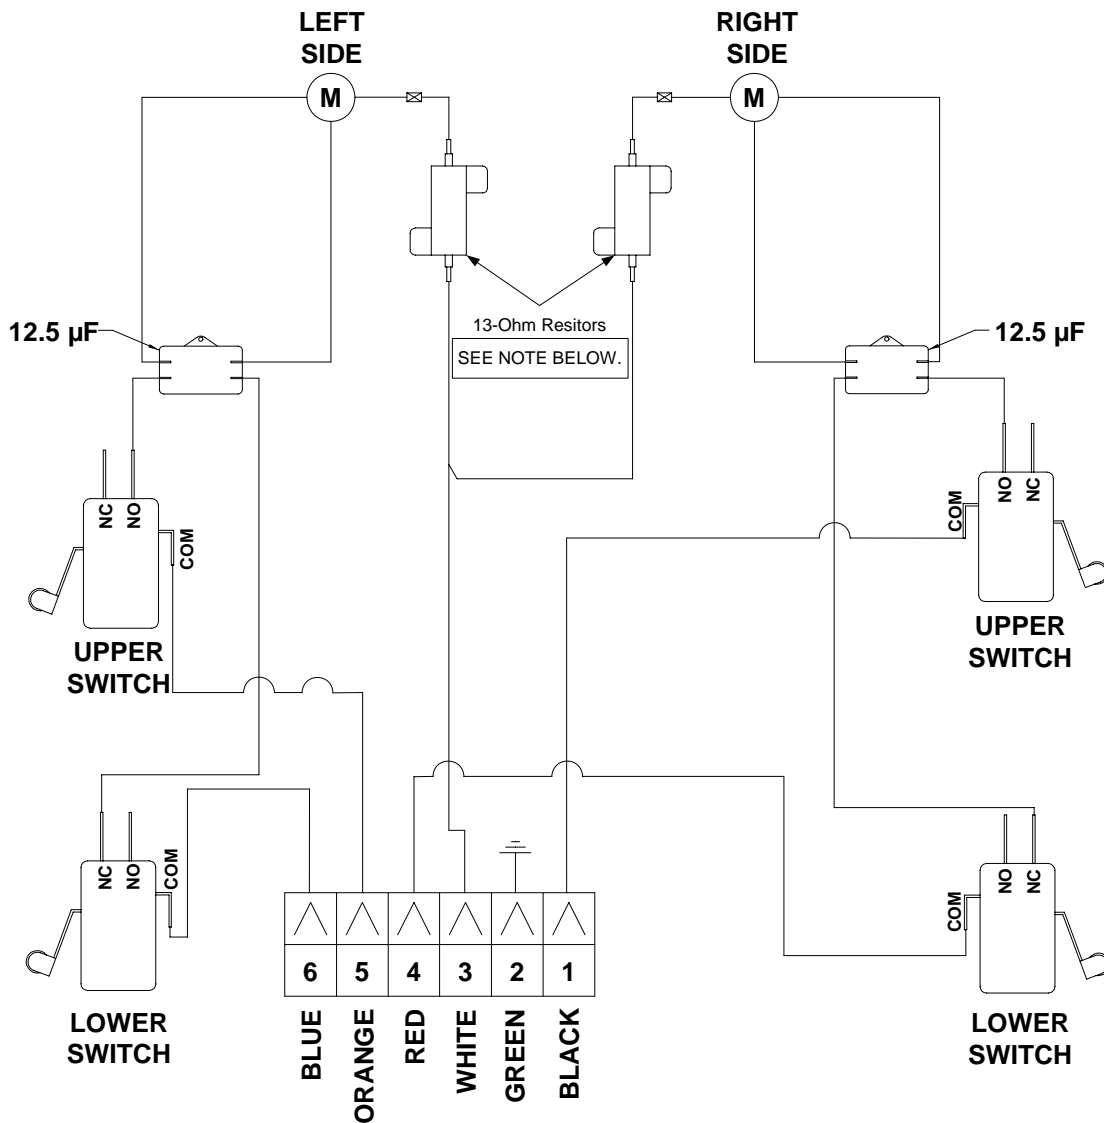 LEFT
SIDE
RIGHT
SIDE
M
M
12.5 µF
13-Ohm Resitors
SEE NOTE BELOW.
12.5 µF
NC
NO
COM
UPPER
SWITCH
COM
NO
NC
UPPER
SWITCH
NC
NO
COM
LOWER
SWITCH
COM
NO
NC
LOWER
SWITCH
6
5
4
3
2
1
BLUE
ORANGE
RED
WHITE
GREEN
BLACK